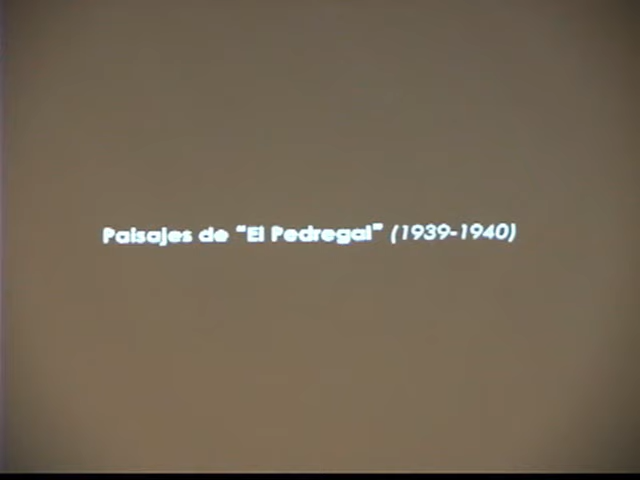 Paisajes de “El Pedregal” (1939-1940)